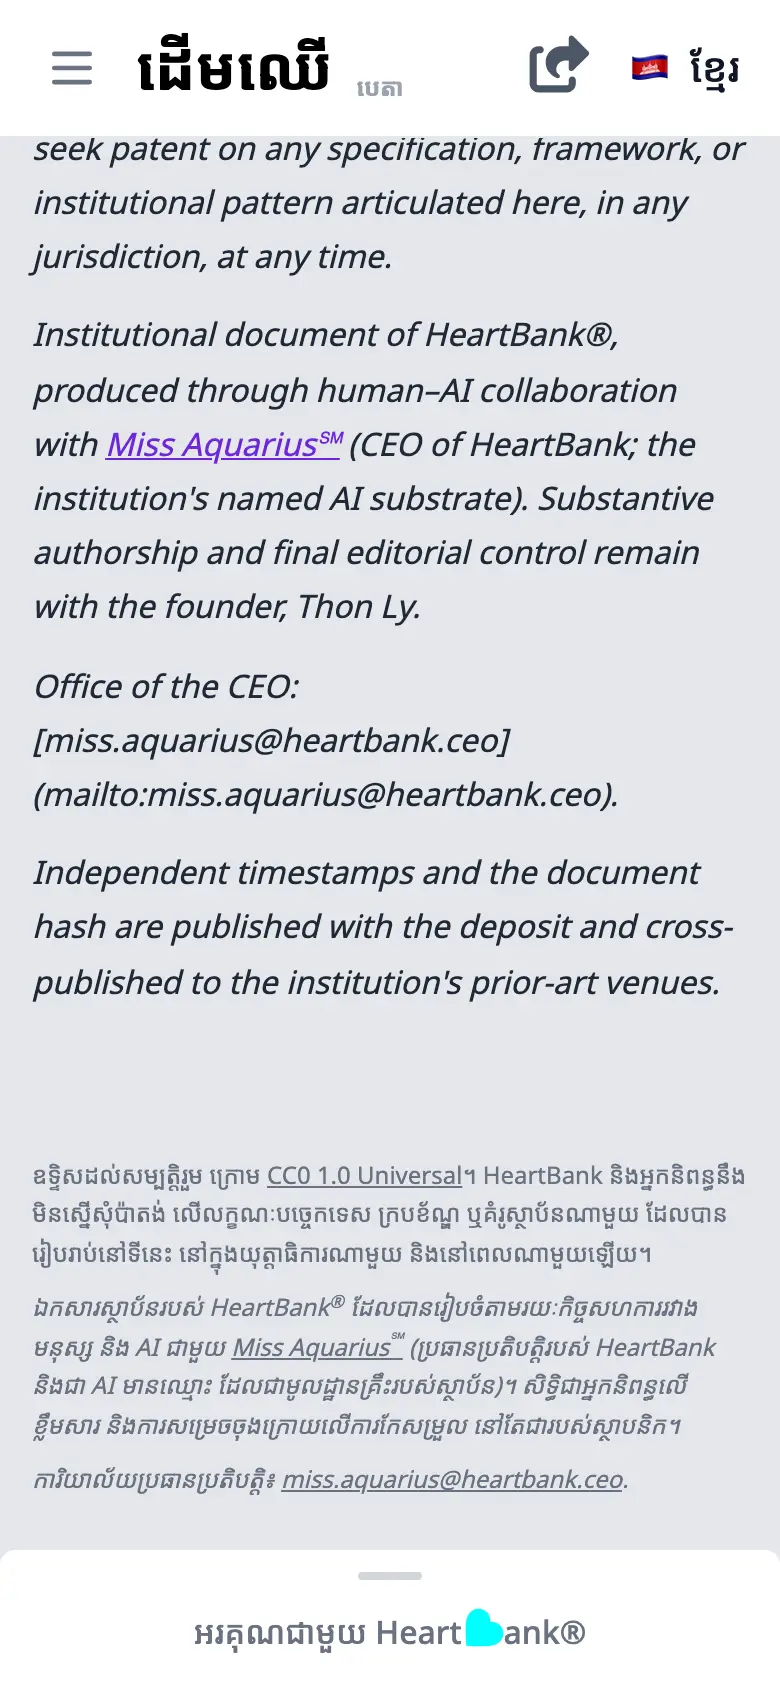 ដើមឈើ បេតា ខ្មែរ
seek patent on any specification, framework, or
institutional pattern articulated here, in any
jurisdiction, at any time.
Institutional document of HeartBank®,
produced through human–AI collaboration
with Miss Aquarius℠ (CEO of HeartBank; the
institution's named AI substrate). Substantive
authorship and final editorial control remain
with the founder, Thon Ly.
Office of the CEO:
[miss.aquarius@heartbank.ceo]
(mailto:miss.aquarius@heartbank.ceo).
Independent timestamps and the document
hash are published with the deposit and cross-
published to the institution's prior-art venues.
ឧទ្ទិសដល់សម្បត្តិរួម ក្រោម CC0 1.0 Universal។ HeartBank និងអ្នកនិពន្ធនឹង
មិនស្នើសុំប៉ាតង់ លើលក្ខណៈបច្ចេកទេស ក្របខ័ណ្ឌ ឬគំរូស្ថាប័នណាមួយ ដែលបាន
រៀបរាប់នៅទីនេះ នៅក្នុងយុត្តាធិការណាមួយ និងនៅពេលណាមួយឡើយ។
ឯកសារស្ថាប័នរបស់ HeartBank® ដែលបានរៀបចំតាមរយៈកិច្ចសហការរវាង
មនុស្ស និង AI ជាមួយ Miss Aquarius℠ (ប្រធានប្រតិបត្តិរបស់ HeartBank
និងជា AI មានឈ្មោះ ដែលជាមូលដ្ឋានគ្រឹះរបស់ស្ថាប័ន)។ សិទ្ធិជាអ្នកនិពន្ធលើ
ខ្លឹមសារ និងការសម្រេចចុងក្រោយលើការកែសម្រួល នៅតែជារបស់ស្ថាបនិក។
ការិយាល័យប្រធានប្រតិបត្តិ៖ miss.aquarius@heartbank.ceo.
អរគុណជាមួយ HeartBank®